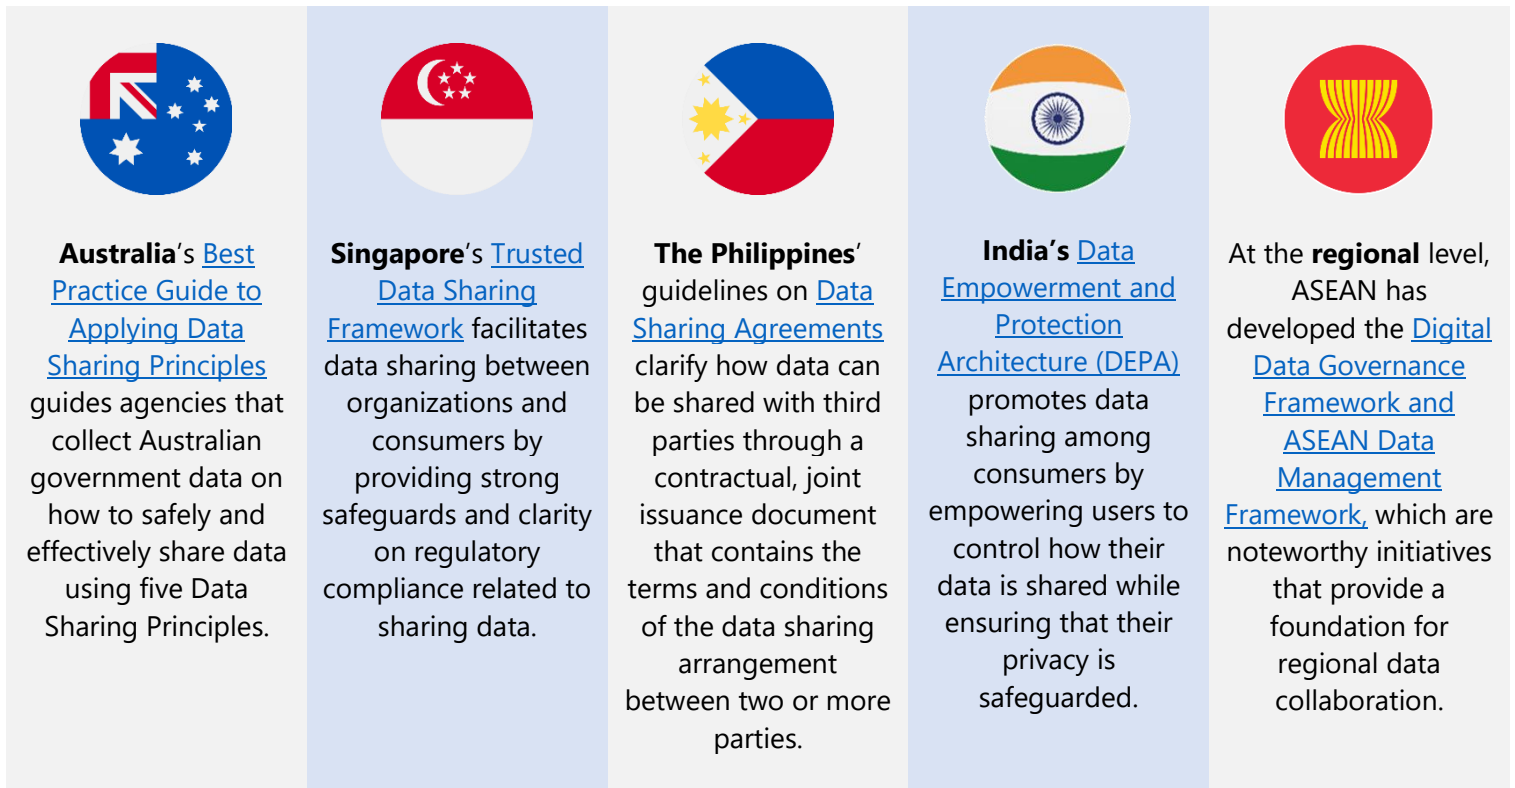 Australia’s Best
Practice Guide to
Applying Data
Sharing Principles
guides agencies that
collect Australian
government data on
how to safely and
effectively share data
using five Data
Sharing Principles.
Singapore’s Trusted
Data Sharing
Framework facilitates
data sharing between
organizations and
consumers by
providing strong
safeguards and clarity
on regulatory
compliance related to
sharing data.
The Philippines’
guidelines on Data
Sharing Agreements
clarify how data can
be shared with third
parties through a
contractual, joint
issuance document
that contains the
terms and conditions
of the data sharing
arrangement
between two or more
parties.
India’s Data
Empowerment and
Protection
Architecture (DEPA)
promotes data
sharing among
consumers by
empowering users to
control how their
data is shared while
ensuring that their
privacy is
safeguarded.
At the regional level,
ASEAN has
developed the Digital
Data Governance
Framework and
ASEAN Data
Management
Framework, which are
noteworthy initiatives
that provide a
foundation for
regional data
collaboration.